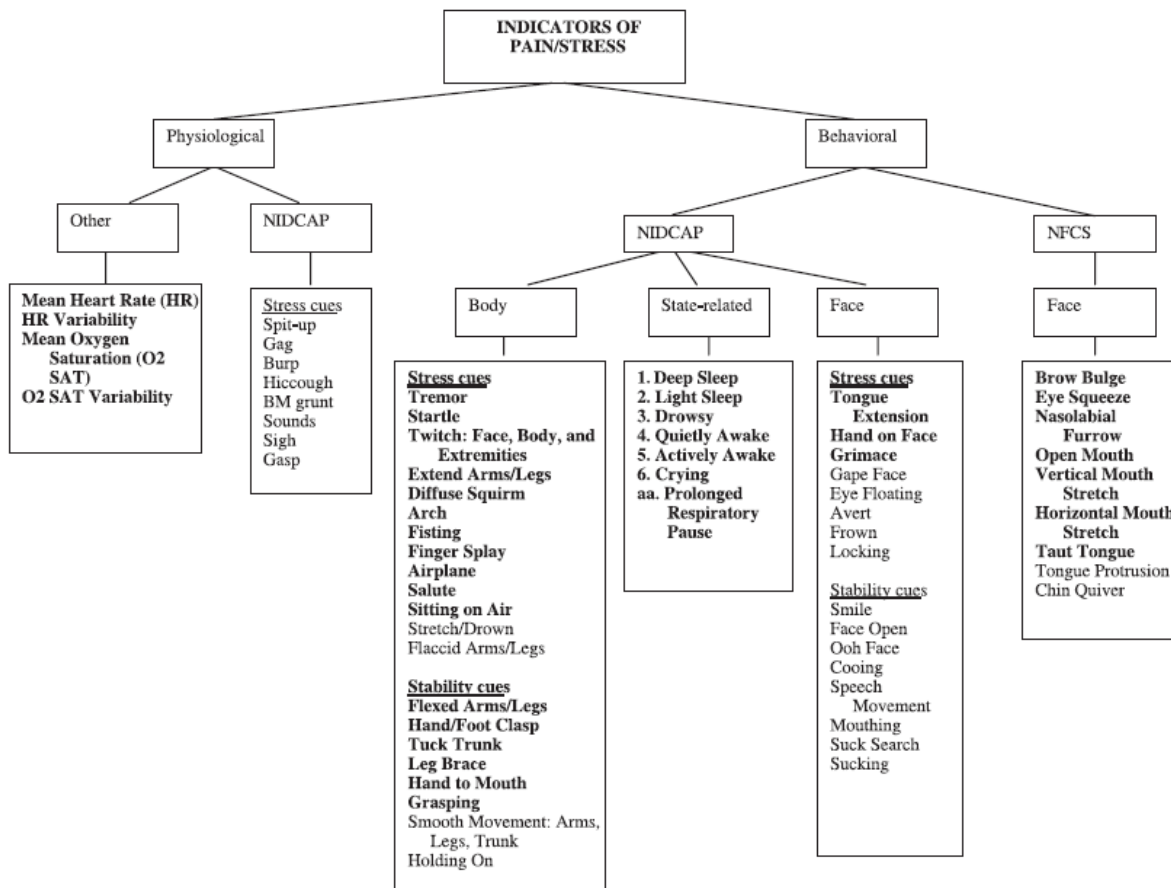 INDICATORS OF
PAIN/STRESS
Physiological
Behavioral
Other
NIDCAP
NIDCAP
NFCS
Mean Heart Rate (HR)
HR Variability
Mean Oxygen
Saturation (O2
SAT)
O2 SAT Variability
Stress cues
Spit-up
Gag
Burp
Hiccough
BM grunt
Sounds
Sigh
Gasp
Body
State-related
Face
Face
Stress cues
Tremor
Startle
Twitch: Face, Body, and
Extremities
Extend Arms/Legs
Diffuse Squirm
Arch
Fisting
Finger Splay
Airplane
Salute
Sitting on Air
Stretch/Drown
Flaccid Arms/Legs
Stability cues
Flexed Arms/Legs
Hand/Foot Clasp
Tuck Trunk
Leg Brace
Hand to Mouth
Grasping
Smooth Movement: Arms,
Legs, Trunk
Holding On
1. Deep Sleep
2. Light Sleep
3. Drowsy
4. Quietly Awake
5. Actively Awake
6. Crying
aa. Prolonged
Respiratory
Pause
Stress cues
Tongue
Extension
Hand on Face
Grimace
Gape Face
Eye Floating
Avert
Frown
Locking
Stability cues
Smile
Face Open
Ooh Face
Cooing
Speech
Movement
Mouthing
Suck Search
Sucking
Brow Bulge
Eye Squeeze
Nasolabial
Furrow
Open Mouth
Vertical Mouth
Stretch
Horizontal Mouth
Stretch
Taut Tongue
Tongue Protrusion
Chin Quiver